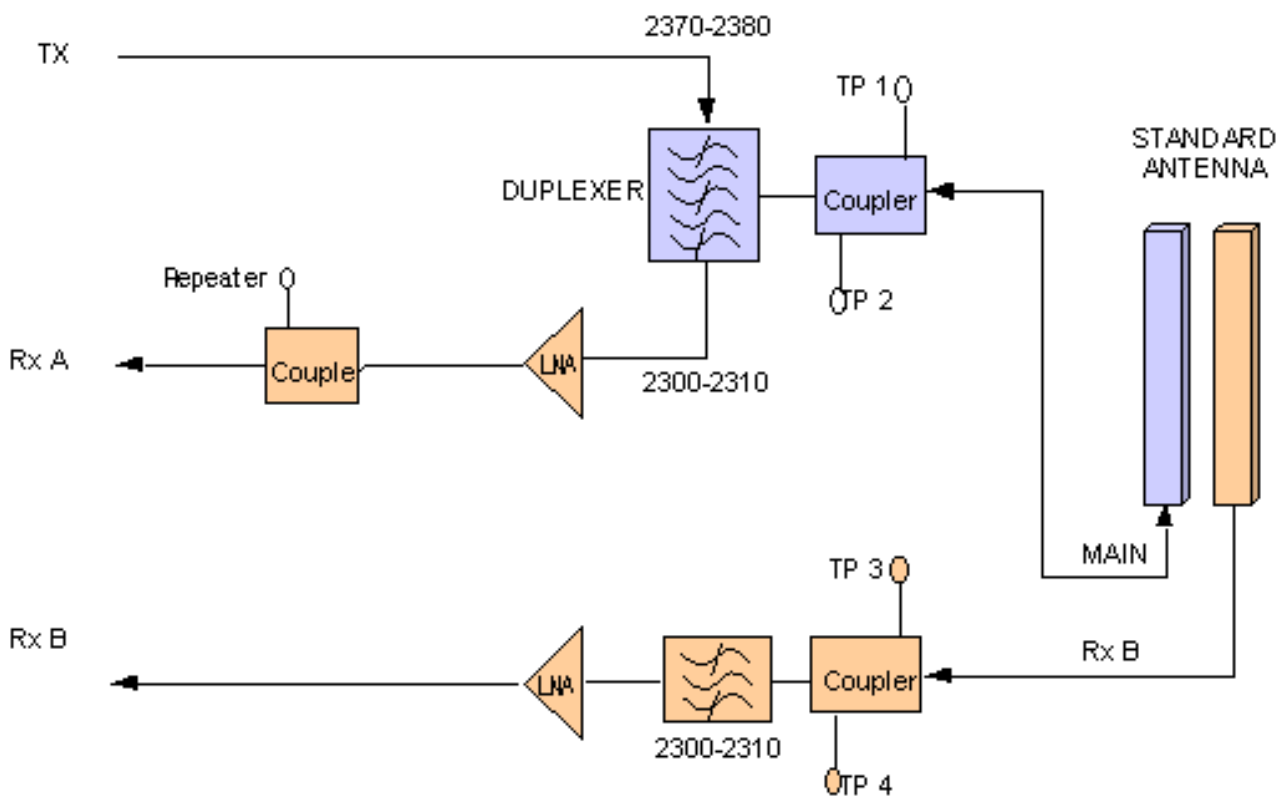 2370-2380
TX
TP 1
STANDARD
ANTENNA
DUPLEXER
Coupler
Repeater
TP 2
Rx A
Couple
LNA
2300-2310
MAIN
TP 3
Rx B
Rx B
LNA
Coupler
2300-2310
TP 4